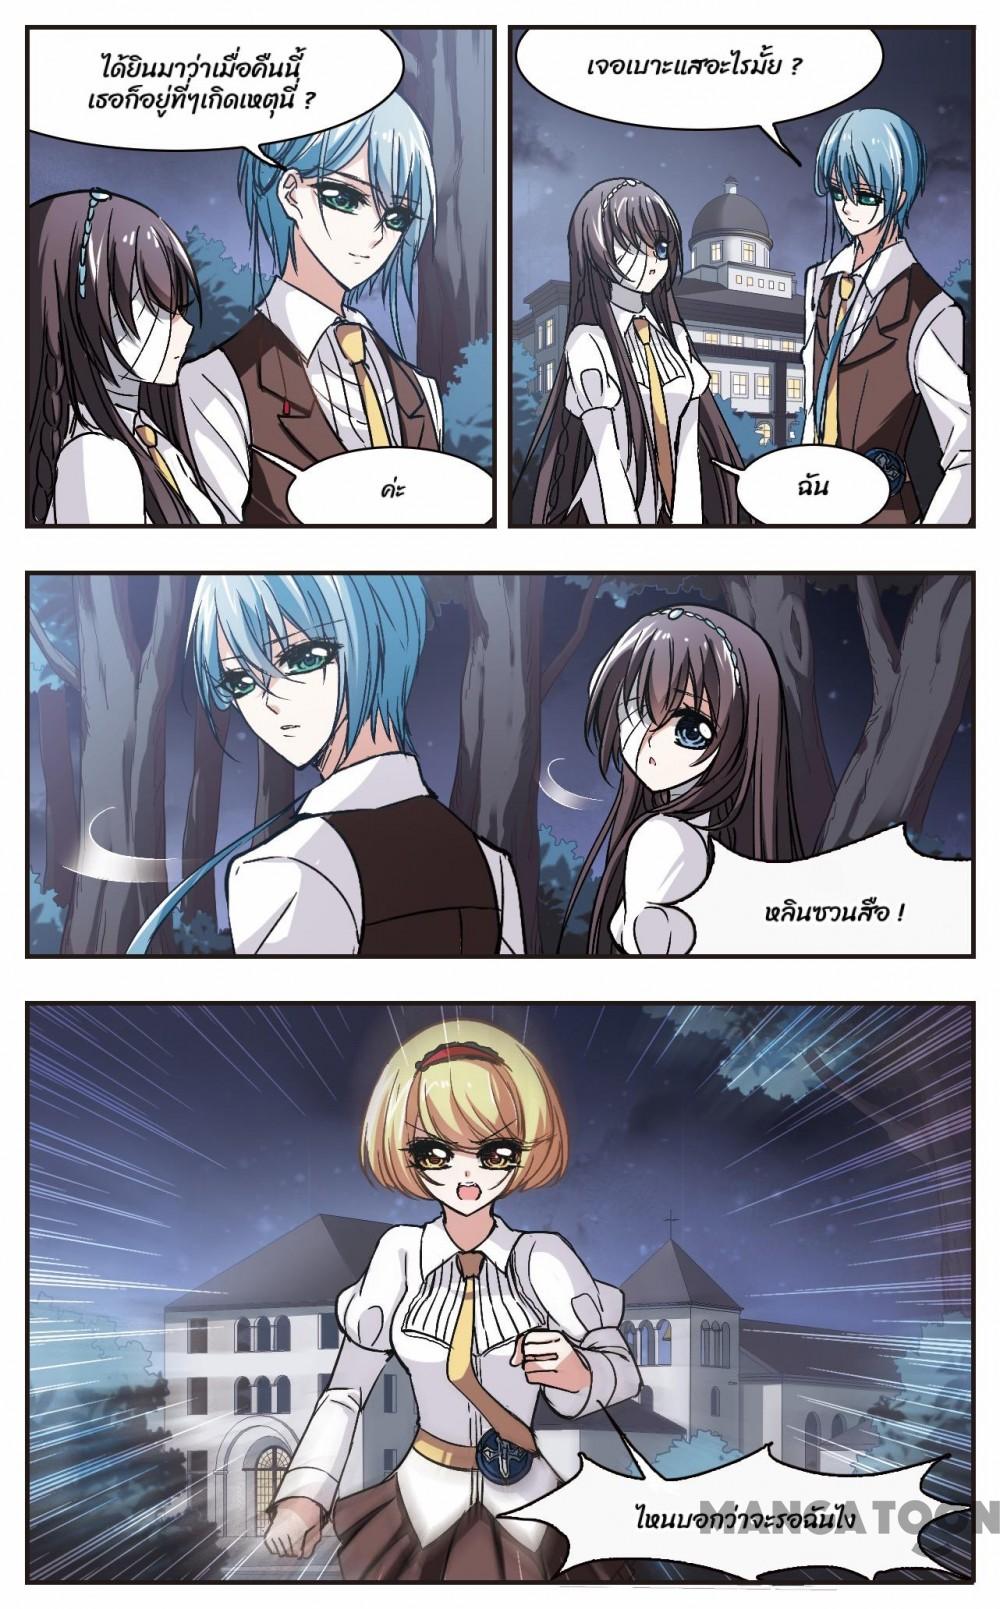 ได้ยินมาว่าเมื่อคืนนี้
เธอก็อยู่ที่ๆเกิดเหตุนี่ ?
ค่ะ
เจอเบาะแสอะไรมั้ย ?
ฉัน
หลินซวนสือ !
ไหนบอกว่าจะรอฉันไง
MANGATOON